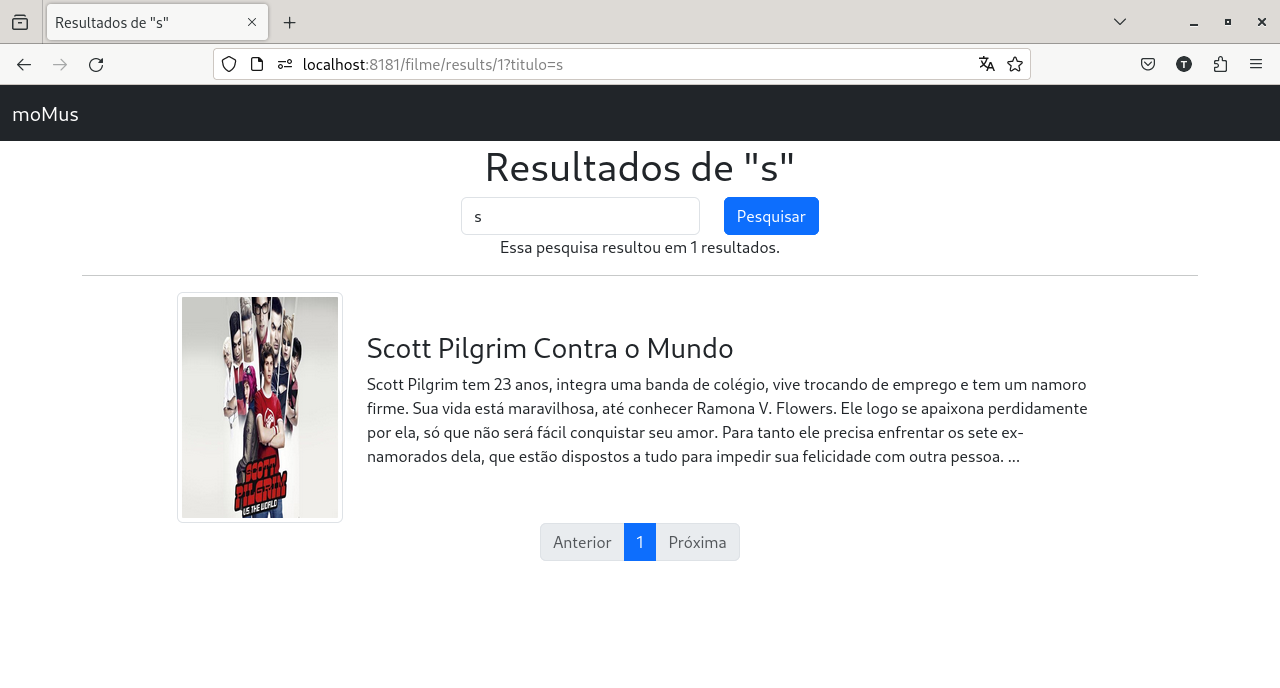 Resultados de "s"
localhost:8181/filme/results/1?titulo=s
T
moMus
Resultados de "s"
s
Pesquisar
Essa pesquisa resultou em 1 resultados.
SCOTT
PILGRIM
VS. THE WORLD
Scott Pilgrim Contra o Mundo
Scott Pilgrim tem 23 anos, integra uma banda de colégio, vive trocando de emprego e tem um namoro
firme. Sua vida está maravilhosa, até conhecer Ramona V. Flowers. Ele logo se apaixona perdidamente
por ela, só que não será fácil conquistar seu amor. Para tanto ele precisa enfrentar os sete ex-
namorados dela, que estão dispostos a tudo para impedir sua felicidade com outra pessoa. ...
Anterior
1
Próxima